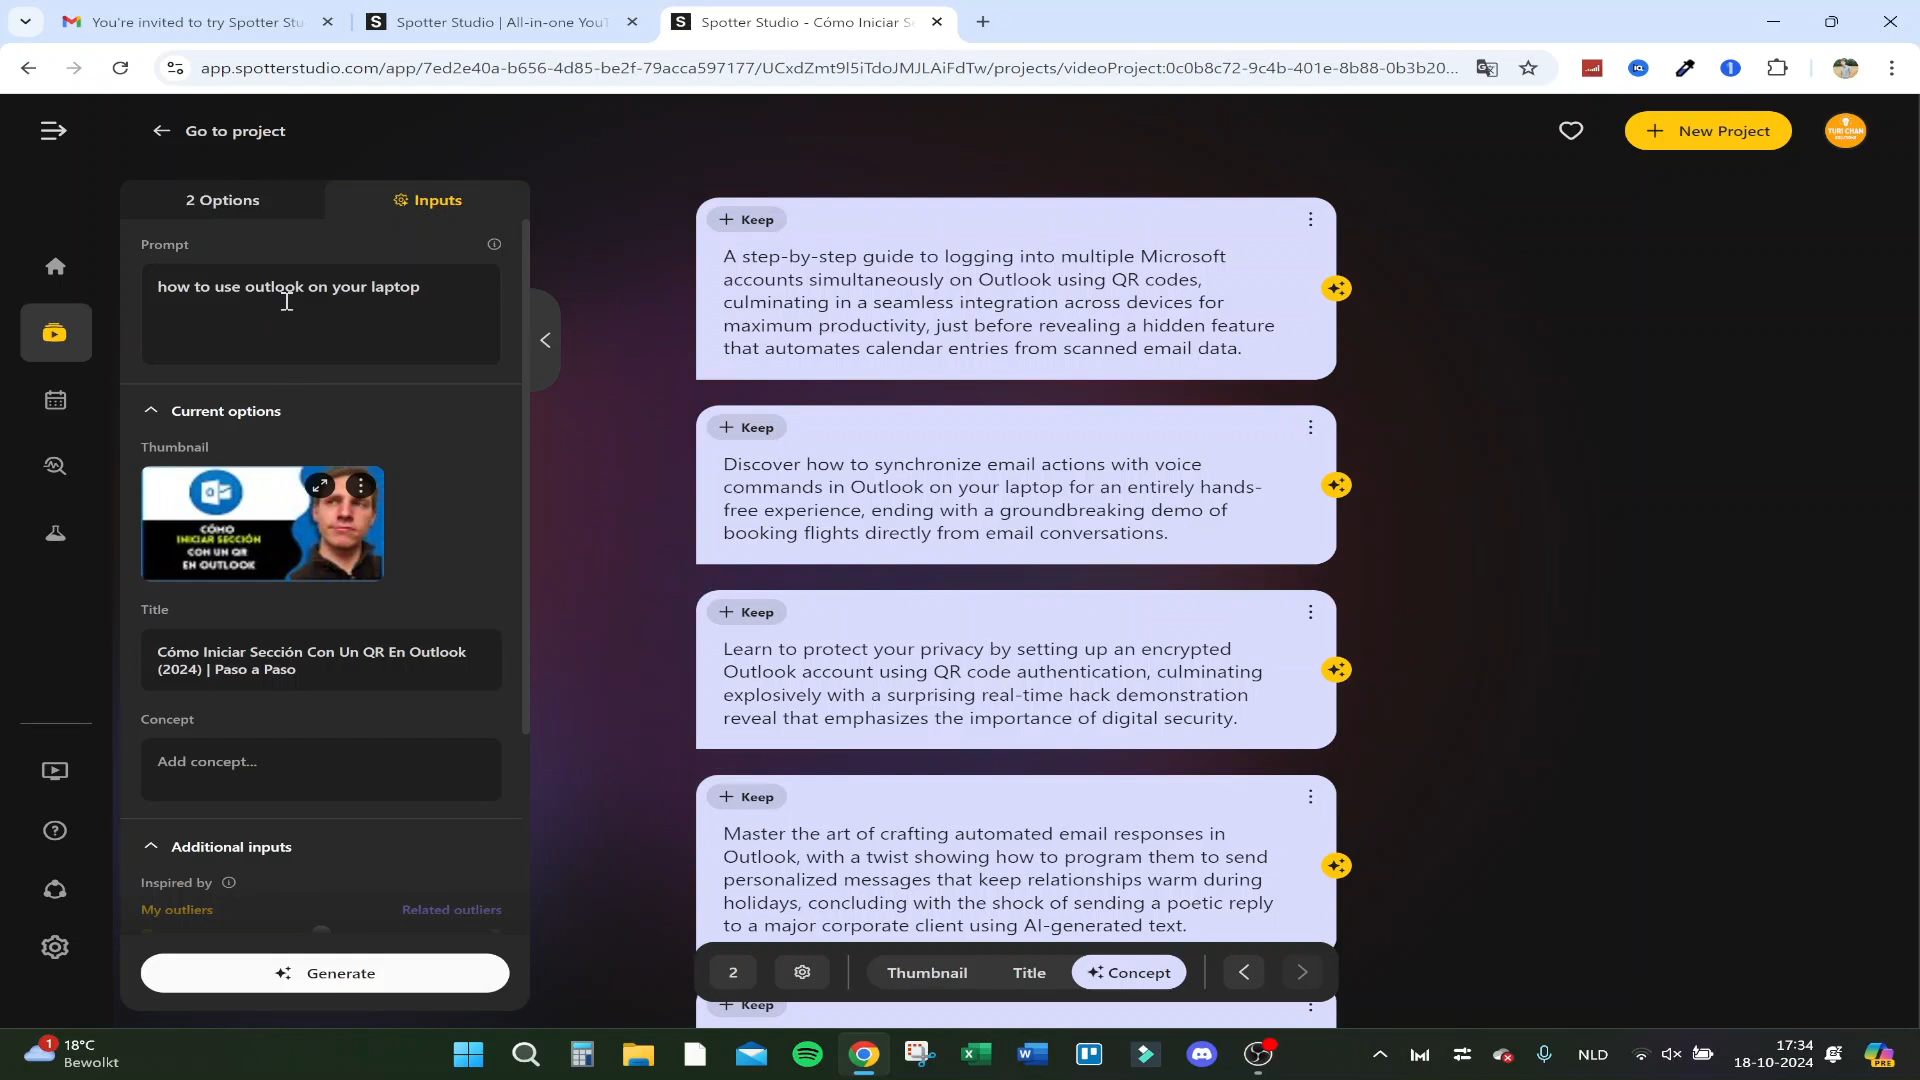 You're invited to try Spotter Stu
Spotter Studio | All-in-one You
Spotter Studio - Cómo Iniciar S
app.spotterstudio.com/app/7ed2e40a-b656-4d85-be2f-79acca597177/UCxdZmt9l5iTdoJMJLAiFdTw/projects/videoProject:0c0b8c72-9c4b-401e-8b88-0b3b20...
Go to project
New Project
TURI CHAN
2 Options
Inputs
Prompt
how to use outlook on your laptop
Current options
Thumbnail
CÓMO
INICIAR SECCIÓN
CON UN QR
EN OUTLOOK
Title
Cómo Iniciar Sección Con Un QR En Outlook
(2024) | Paso a Paso
Concept
Add concept...
Additional inputs
Inspired by
My outliers
Related outliers
Generate
Keep
A step-by-step guide to logging into multiple Microsoft
accounts simultaneously on Outlook using QR codes,
culminating in a seamless integration across devices for
maximum productivity, just before revealing a hidden feature
that automates calendar entries from scanned email data.
Keep
Discover how to synchronize email actions with voice
commands in Outlook on your laptop for an entirely hands-
free experience, ending with a groundbreaking demo of
booking flights directly from email conversations.
Keep
Learn to protect your privacy by setting up an encrypted
Outlook account using QR code authentication, culminating
explosively with a surprising real-time hack demonstration
reveal that emphasizes the importance of digital security.
Keep
Master the art of crafting automated email responses in
Outlook, with a twist showing how to program them to send
personalized messages that keep relationships warm during
holidays, concluding with the shock of sending a poetic reply
to a major corporate client using AI-generated text.
2
Thumbnail
Title
Concept
Keep
1
18°C
Bewolkt
NLD
17:34
18-10-2024
PRE